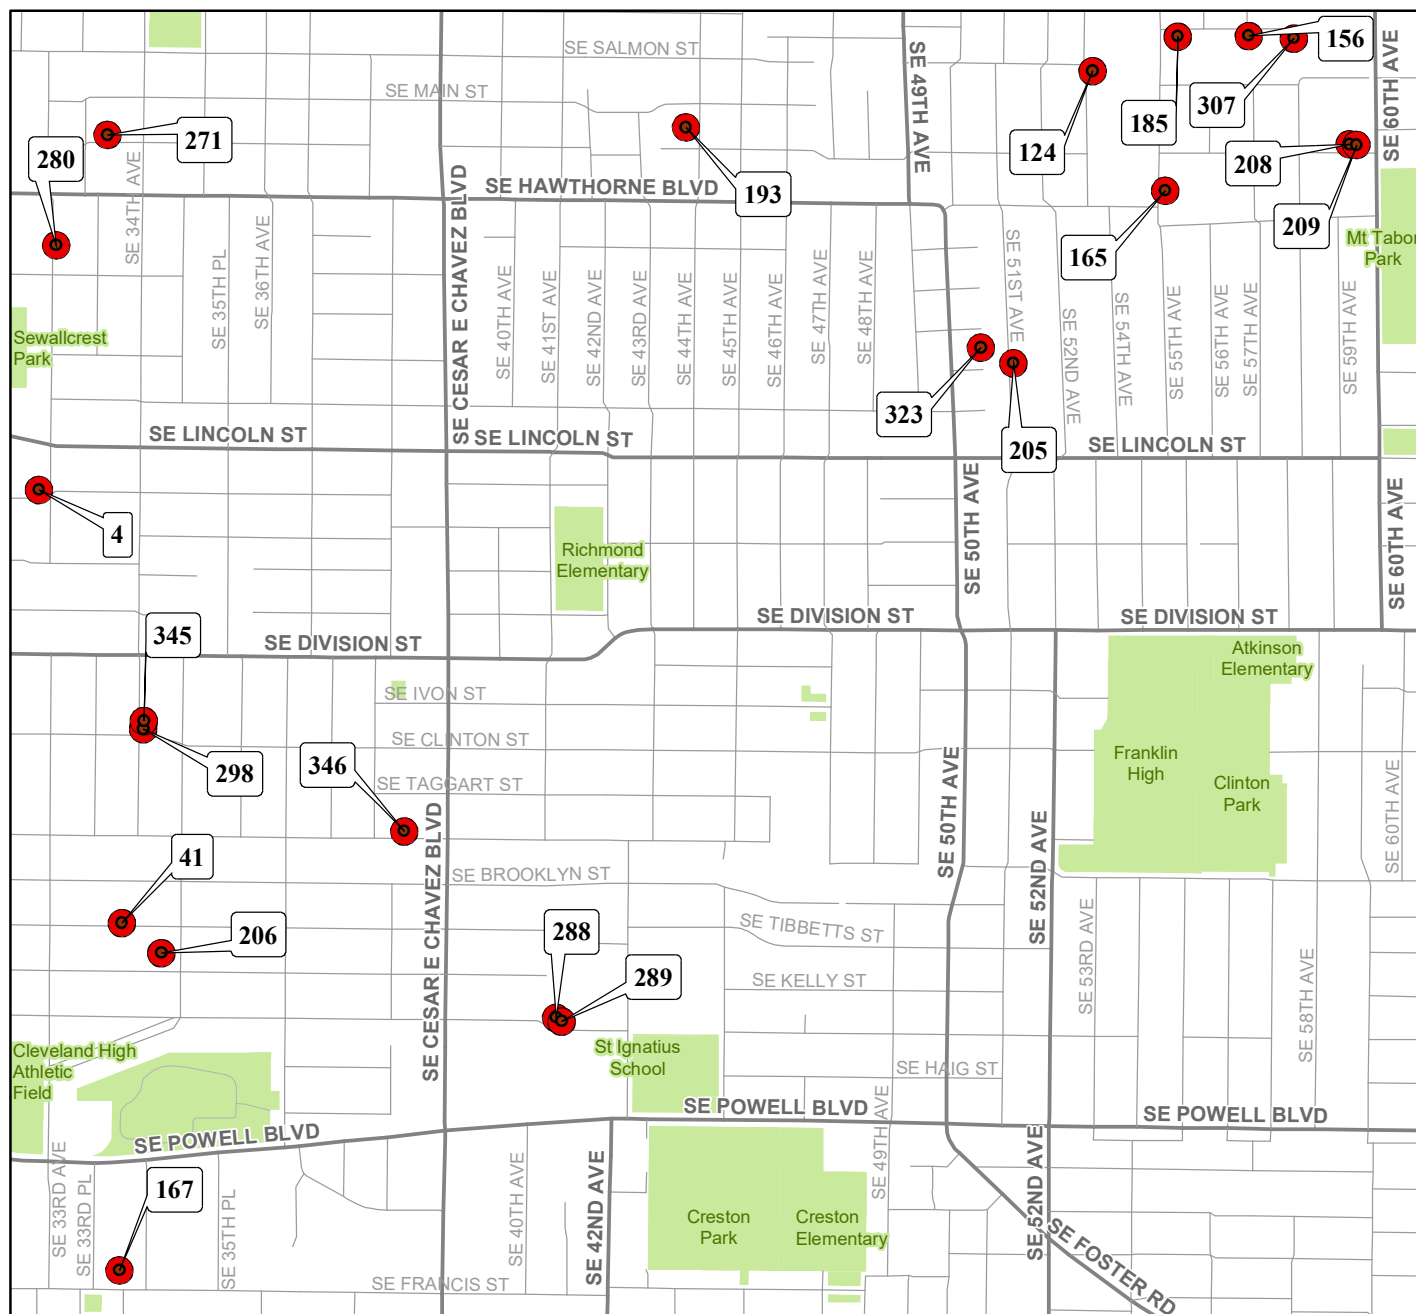 SE SALMON ST
SE MAIN ST
SE 49TH AVE
SE 60TH AVE
156
307
185
124
208
209
165
193
271
280
SE 34TH AVE
SE HAWTHORNE BLVD
SE CESAR E CHAVEZ BLVD
Mt Tabor
Park
Sewallcrest
Park
SE 35TH PL
SE 36TH AVE
SE 40TH AVE
SE 41ST AVE
SE 42ND AVE
SE 43RD AVE
SE 44TH AVE
SE 45TH AVE
SE 46TH AVE
SE 47TH AVE
SE 48TH AVE
SE 51ST AVE
SE 52ND AVE
SE 54TH AVE
SE 55TH AVE
SE 56TH AVE
SE 57TH AVE
SE 59TH AVE
323
205
SE LINCOLN ST
SE LINCOLN ST
SE LINCOLN ST
4
Richmond
Elementary
SE 50TH AVE
SE 60TH AVE
345
SE DIVISION ST
SE DIVISION ST
SE DIVISION ST
Atkinson
Elementary
SE IVON ST
SE CLINTON ST
SE TAGGART ST
298
346
Franklin
High
Clinton
Park
SE 50TH AVE
SE 52ND AVE
SE 60TH AVE
41
206
SE CESAR E CHAVEZ BLVD
SE BROOKLYN ST
SE TIBBETTS ST
SE KELLY ST
288
289
SE 53RD AVE
SE 58TH AVE
Cleveland High
Athletic
Field
St Ignatius
School
SE HAIG ST
SE POWELL BLVD
SE POWELL BLVD
SE POWELL BLVD
167
SE 33RD AVE
SE 33RD PL
SE 35TH PL
SE 40TH AVE
SE 42ND AVE
SE 49TH AVE
SE 52ND AVE
Creston
Park
Creston
Elementary
SE FOSTER RD
SE FRANCIS ST